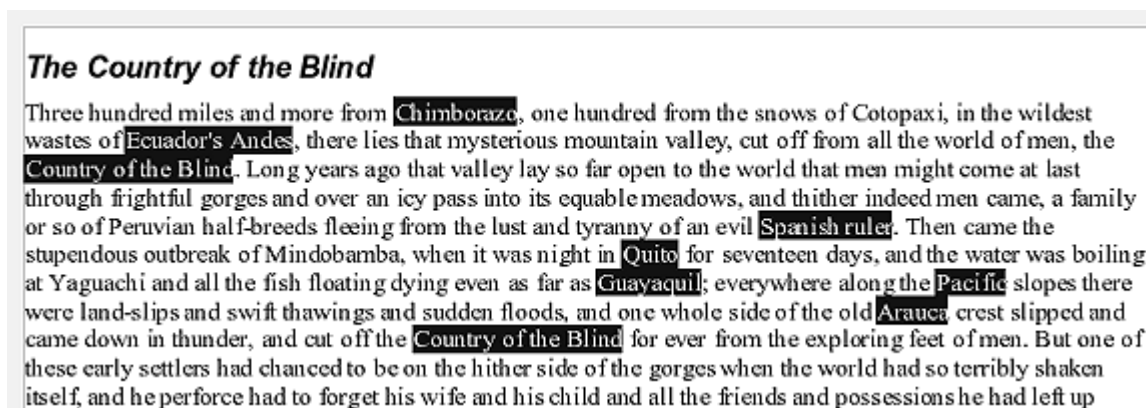 The Country of the Blind
Three hundred miles and more from Chimborazo, one hundred from the snows of Cotopaxi, in the wildest
wastes of Ecuador's Andes, there lies that mysterious mountain valley, cut off from all the world of men, the
Country of the Blind. Long years ago that valley lay so far open to the world that men might come at last
through frightful gorges and over an icy pass into its equable meadows, and thither indeed men came, a family
or so of Peruvian half-breeds fleeing from the lust and tyranny of an evil Spanish ruler. Then came the
stupendous outbreak of Mindobamba, when it was night in Quito for seventeen days, and the water was boiling
at Yaguachi and all the fish floating dying even as far as Guayaquil; everywhere along the Pacific slopes there
were land-slips and swift thawings and sudden floods, and one whole side of the old Arauca crest slipped and
came down in thunder, and cut off the Country of the Blind for ever from the exploring feet of men. But one of
these early settlers had chanced to be on the hither side of the gorges when the world had so terribly shaken
itself, and he perforce had to forget his wife and his child and all the friends and possessions he had left up